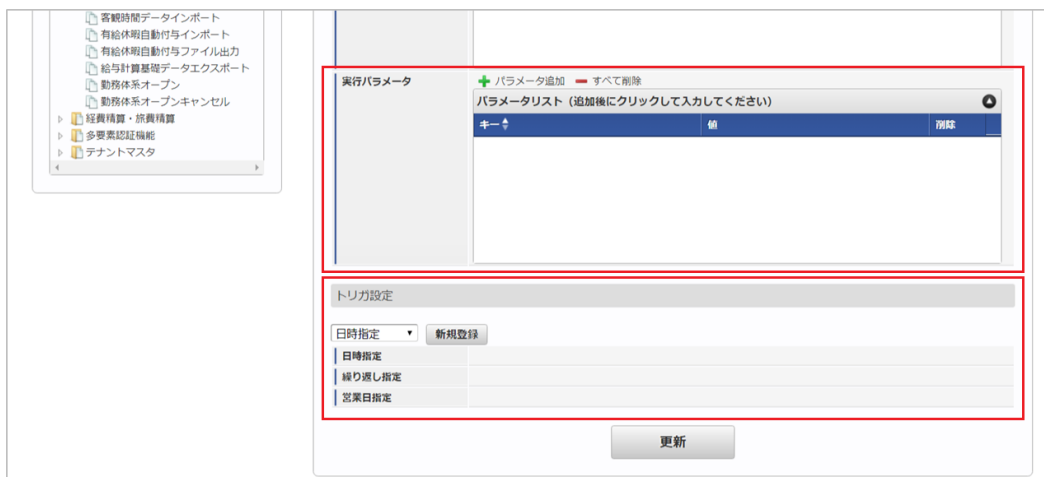 客観時間データインポート
有給休暇自動付与インポート
有給休暇自動付与ファイル出力
給与計算基礎データエクスポート
勤務体系オープン
勤務体系オープンキャンセル
経費精算・旅費精算
多要素認証機能
テナントマスタ
実行パラメータ
パラメータ追加 すべて削除
パラメータリスト（追加後にクリックして入力してください）
キー 値 削除
トリガ設定
日時指定 新規登録
日時指定
繰り返し指定
営業日指定
更新